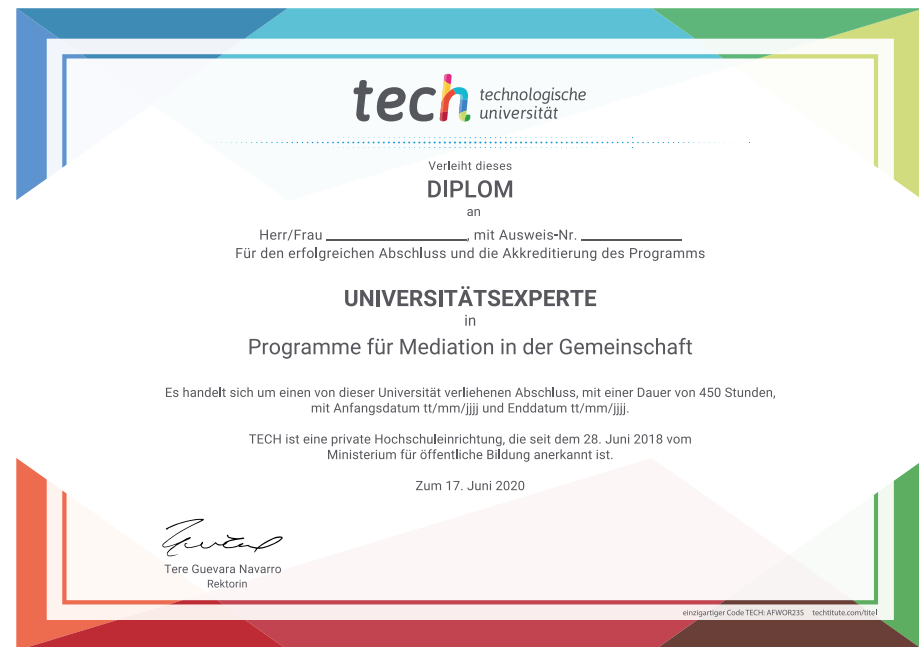 tech technologische
universität
Verleiht dieses
DIPLOM
an
Herr/Frau ____________, mit Ausweis-Nr. ____________
Für den erfolgreichen Abschluss und die Akkreditierung des Programms
UNIVERSITÄTSEXPERTE
in
Programme für Mediation in der Gemeinschaft
Es handelt sich um einen von dieser Universität verliehenen Abschluss, mit einer Dauer von 450 Stunden,
mit Anfangsdatum tt/mm/jjjj und Enddatum tt/mm/jjjj.
TECH ist eine private Hochschuleinrichtung, die seit dem 28. Juni 2018 vom
Ministerium für öffentliche Bildung anerkannt ist.
Zum 17. Juni 2020
Tere Guevara Navarro
Rektorin
einzigartiger Code TECH: AFWOR23S techtitute.com/titel